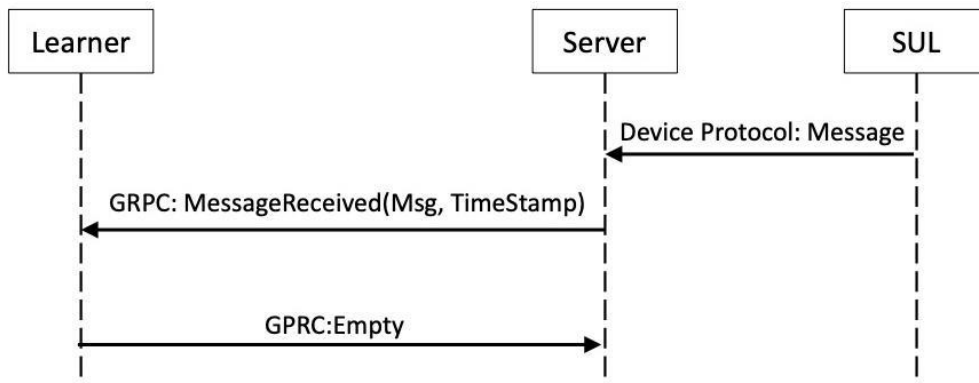 Learner
Server
SUL
Device Protocol: Message
GRPC: MessageReceived(Msg, TimeStamp)
GPRC:Empty